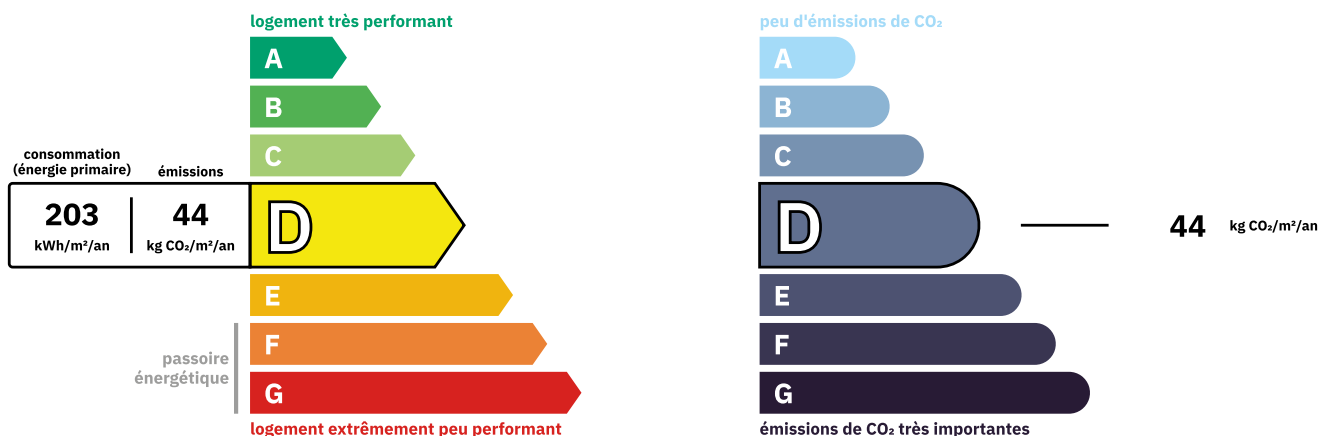 logement très performant
A
B
C
consommation
(énergie primaire)
émissions
203
kWh/m²/an
44
kg CO₂/m²/an
D
E
F
G
passoire
énergétique
logement extrêmement peu performant
peu d'émissions de CO₂
A
B
C
D
44 kg CO₂/m²/an
E
F
G
émissions de CO₂ très importantes